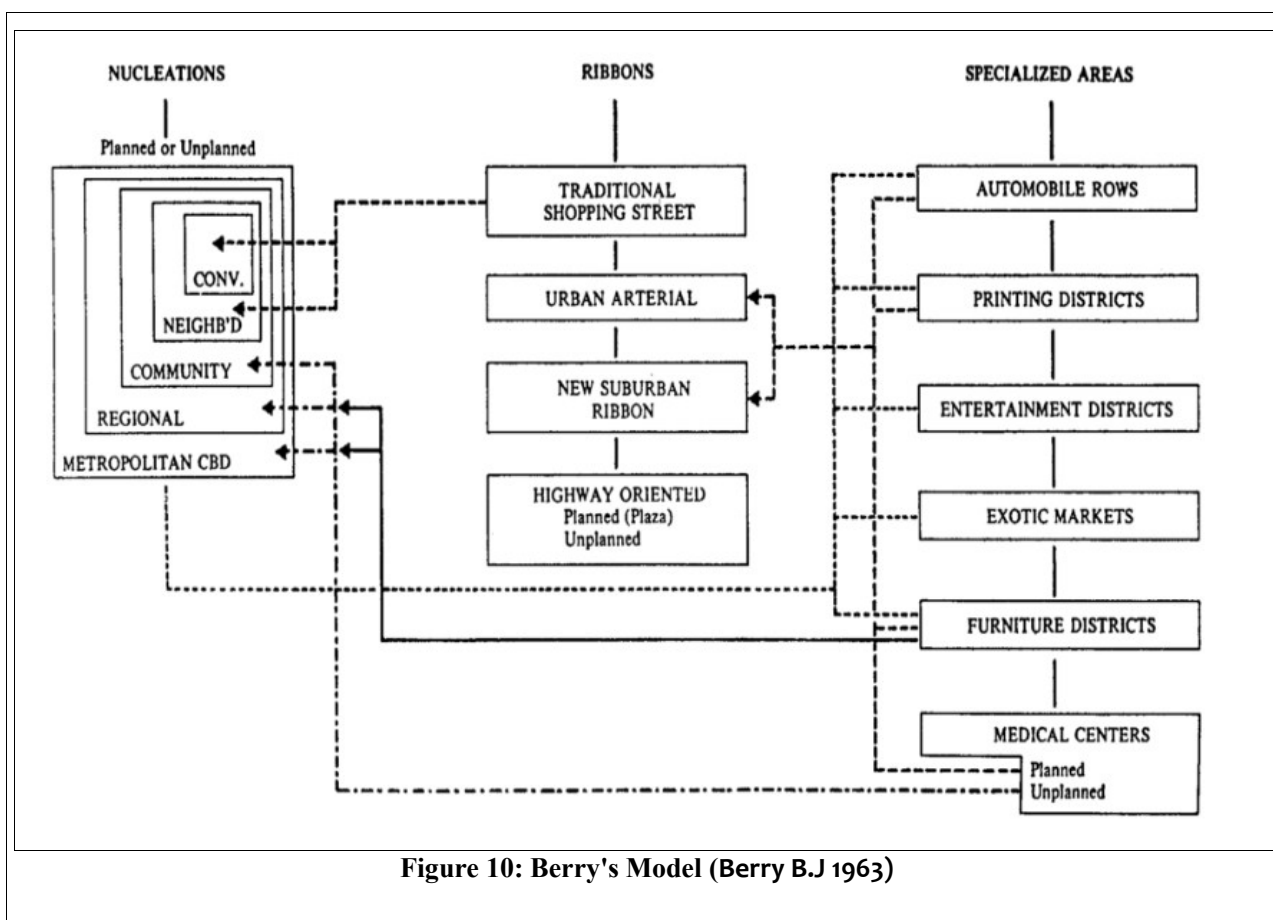 NUCLEATIONS
Planned or Unplanned
CONV.
NEIGHB'D
COMMUNITY
REGIONAL
METROPOLITAN CBD
RIBBONS
TRADITIONAL
SHOPPING STREET
URBAN ARTERIAL
NEW SUBURBAN
RIBBON
HIGHWAY ORIENTED
Planned (Plaza)
Unplanned
SPECIALIZED AREAS
AUTOMOBILE ROWS
PRINTING DISTRICTS
ENTERTAINMENT DISTRICTS
EXOTIC MARKETS
FURNITURE DISTRICTS
MEDICAL CENTERS
Planned
Unplanned
Figure 10: Berry's Model (Berry B.J 1963)